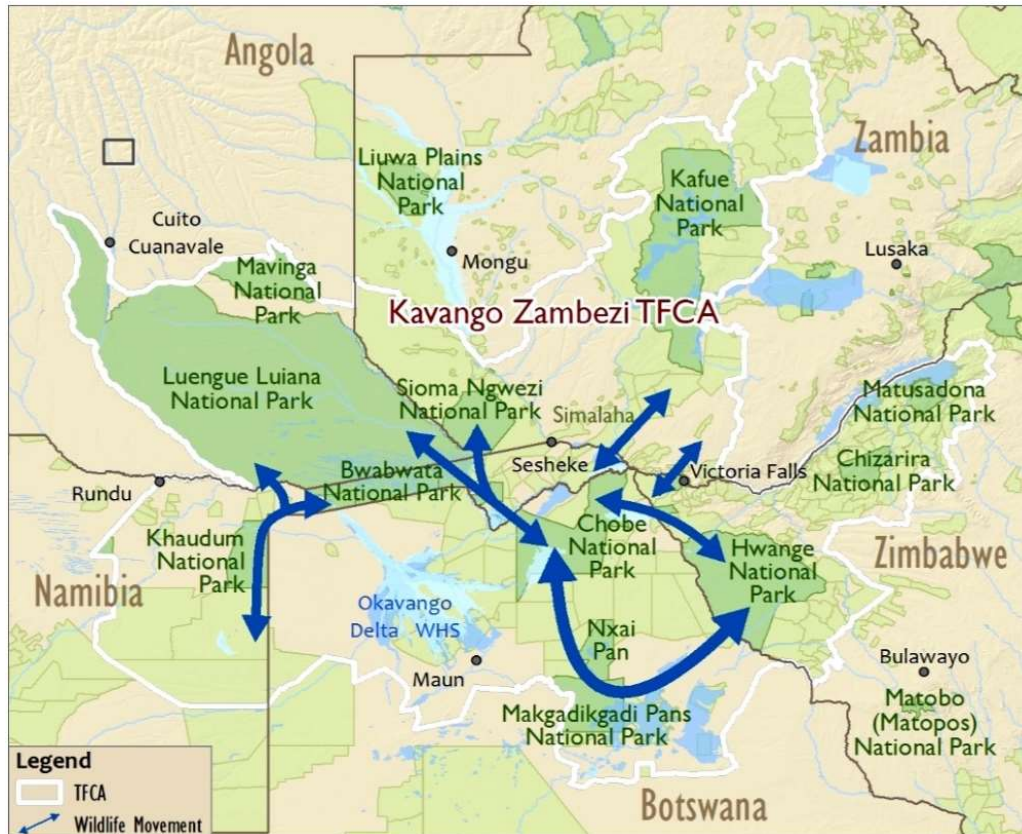 Angola
Zambia
Liuwa Plains
National
Park
Kafue
National
Park
Cuito
Cuanavale
Mongu
Lusaka
Mavinga
National
Park
Kavango Zambezi TFCA
Luengue Luiana
National Park
Sioma Ngwezi
National Park
Simalaha
Matusadona
National Park
Sesheke
Victoria Falls
Chizarira
National Park
Rundu
Bwabwata
National Park
Khaudum
National
Park
Chobe
National
Park
Hwange
National
Park
Zimbabwe
Namibia
Okavango
Delta WHS
Nxai
Pan
Maun
Bulawayo
Makgadikgadi Pans
National Park
Matobo
(Matopos)
National Park
Botswana
Legend
TFCA
Wildlife Movement